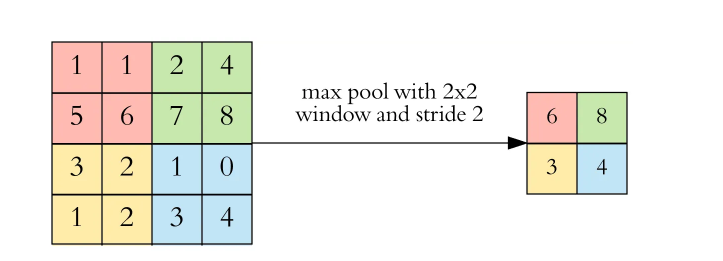 1 1 2 4
5 6 7 8
3 2 1 0
1 2 3 4
max pool with 2x2
window and stride 2
6 8
3 4